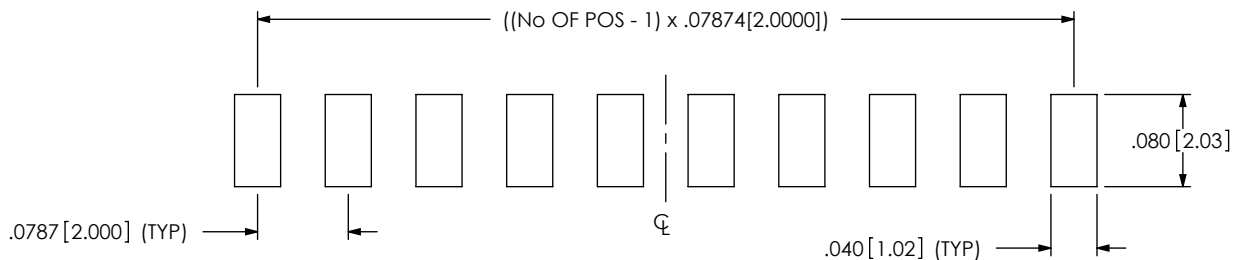 ((No OF POS - 1) x .07874[2.0000])
.080[2.03]
℄
.0787[2.000] (TYP)
.040[1.02] (TYP)